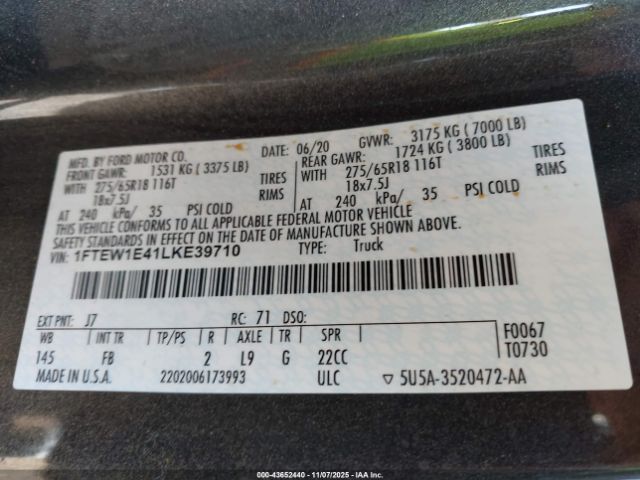 MFD. BY FORD MOTOR CO. DATE: 06/20 GVWR: 3175 KG ( 7000 LB)
FRONT GAWR: 1531 KG ( 3375 LB) REAR GAWR: 1724 KG ( 3800 LB)
WITH 275/65R18 116T TIRES WITH 275/65R18 116T TIRES
18x7.5J RIMS 18x7.5J RIMS
AT 240 kPa/ 35 PSI COLD AT 240 kPa/ 35 PSI COLD
THIS VEHICLE CONFORMS TO ALL APPLICABLE FEDERAL MOTOR VEHICLE
SAFETY STANDARDS IN EFFECT ON THE DATE OF MANUFACTURE SHOWN ABOVE.
VIN: 1FTEW1E41LKE39710 TYPE: Truck
EXT PNT: J7 RC: 71 DSO:
WB INT TR TP/PS R AXLE TR SPR F0067
145 FB 2 L9 G 22CC T0730
MADE IN U.S.A. 2202006173993 ULC ▽ 5U5A-3520472-AA
1-43652440 - 11/07/2025 - IAA Inc.